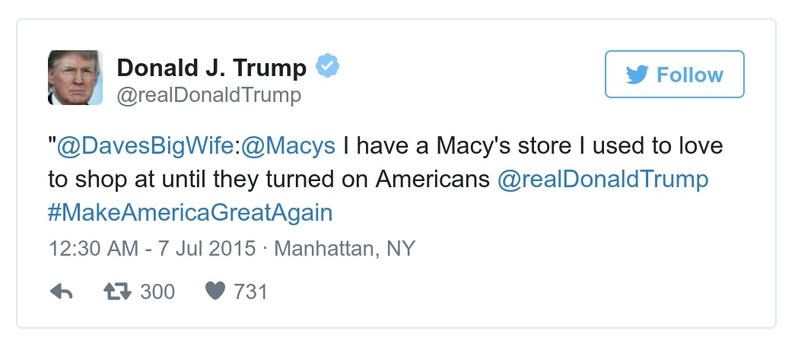 Donald J. Trump
@realDonaldTrump
Follow
"@DavesBigWife:@Macys I have a Macy's store I used to love
to shop at until they turned on Americans @realDonaldTrump
#MakeAmericaGreatAgain
12:30 AM - 7 Jul 2015 · Manhattan, NY
300 731